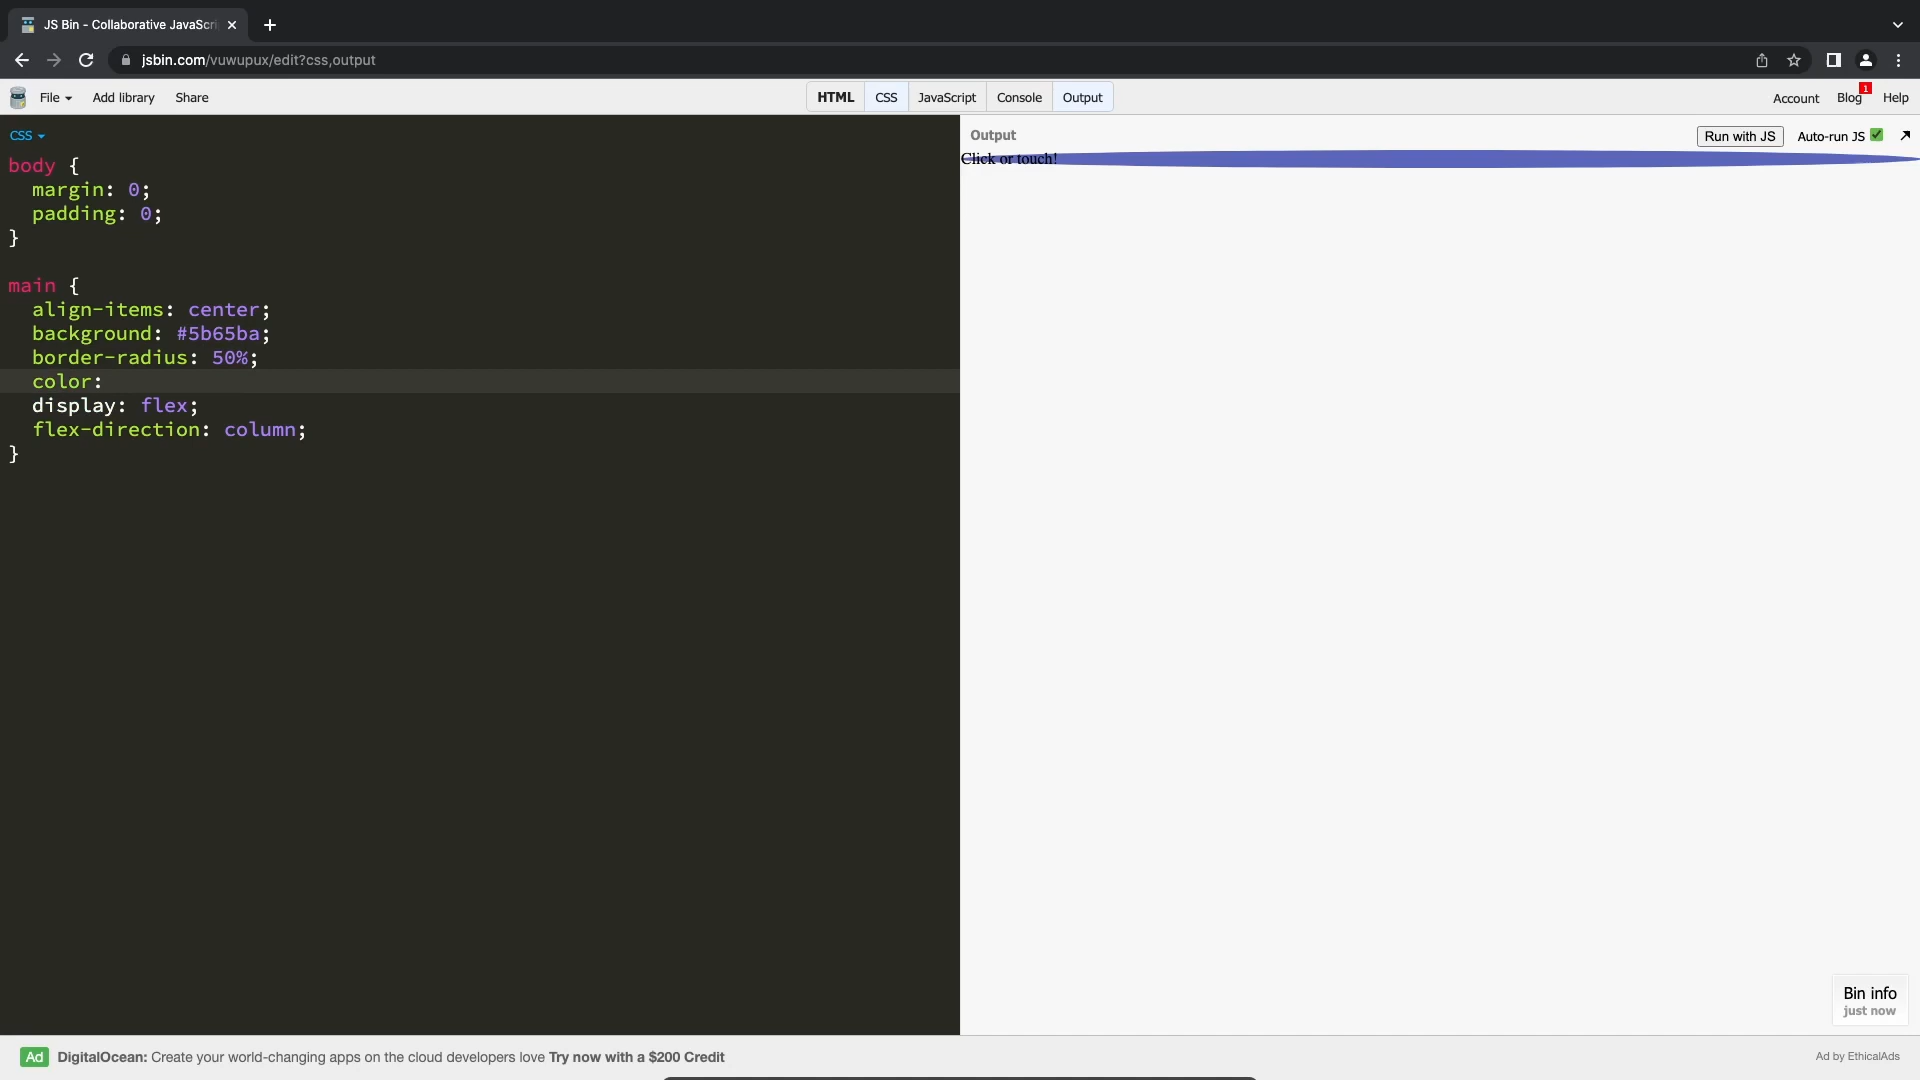 JS Bin - Collaborative JavaScri
jsbin.com/vuwupux/edit?css,output
File
Add library
Share
HTML
CSS
JavaScript
Console
Output
Account
Blog
1
Help
CSS
body {
margin: 0;
padding: 0;
}
main {
align-items: center;
background: #5b65ba;
border-radius: 50%;
color:
display: flex;
flex-direction: column;
}
Output
Run with JS
Auto-run JS
Click or touch!
Bin info
just now
Ad DigitalOcean: Create your world-changing apps on the cloud developers love Try now with a $200 Credit
Ad by EthicalAds